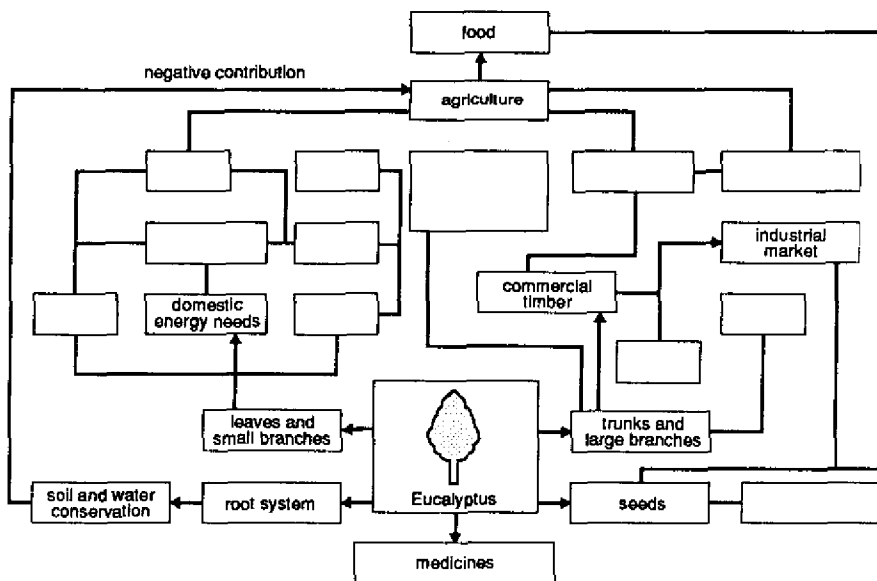 food
negative contribution
agriculture
industrial
market
commercial
timber
domestic
energy needs
leaves and
small branches
trunks and
large branches
Eucalyptus
soil and water
conservation
root system
seeds
medicines